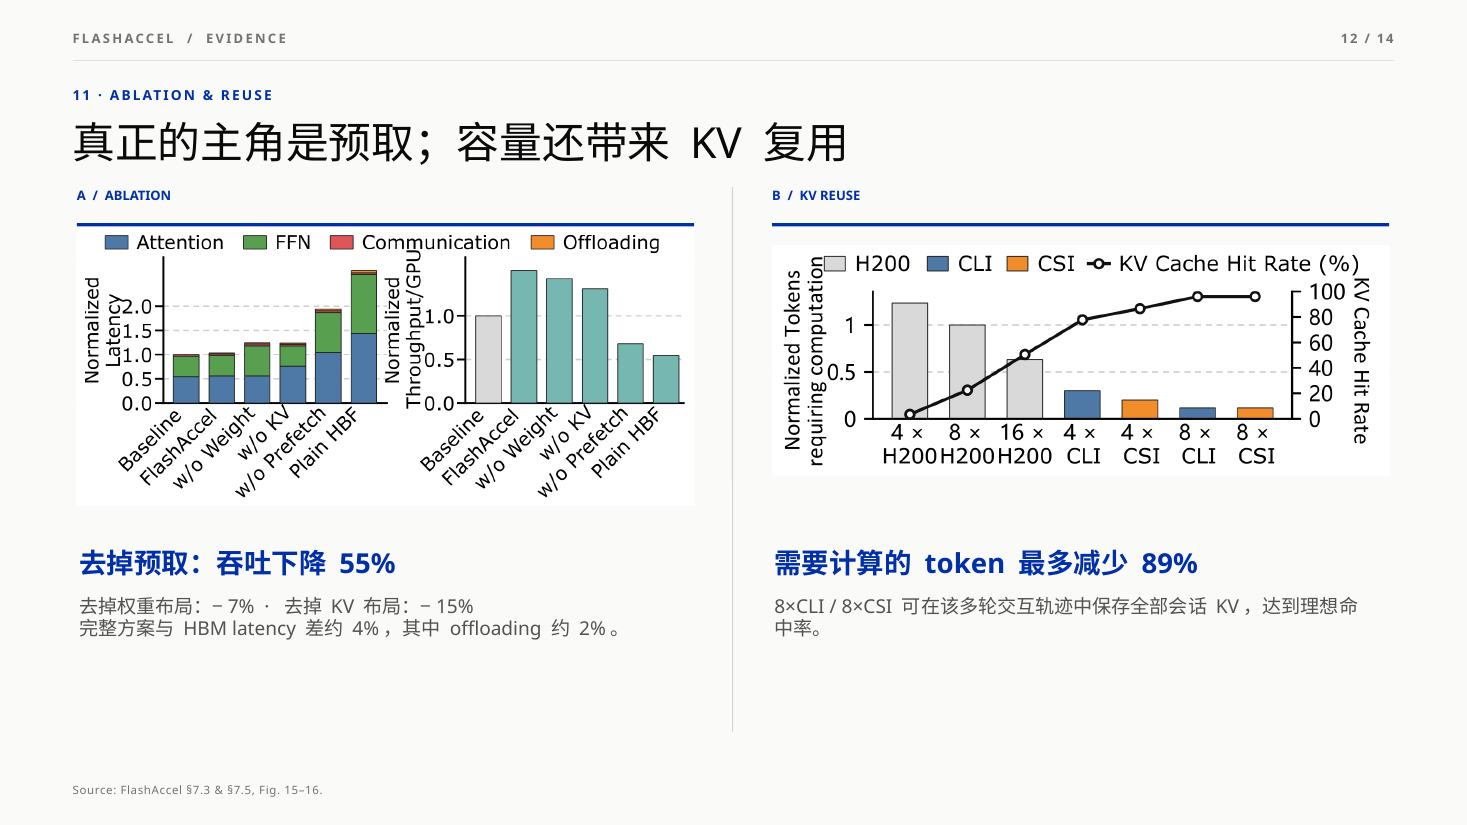 FLASHACCEL / EVIDENCE
12 / 14
11 · ABLATION & REUSE
真正的主角是预取；容量还带来 KV 复用
A / ABLATION
Attention FFN Communication Offloading
Normalized
Latency
2.0
1.5
1.0
0.5
0.0
Baseline
FlashAccel
w/o Weight
w/o KV
w/o Prefetch
Plain HBF
Normalized
Throughput/GPU
1.0
0.5
0.0
Baseline
FlashAccel
w/o Weight
w/o KV
w/o Prefetch
Plain HBF
去掉预取：吞吐下降 55%
去掉权重布局：− 7% · 去掉 KV 布局：− 15%
完整方案与 HBM latency 差约 4%，其中 offloading 约 2%。
B / KV REUSE
H200 CLI CSI KV Cache Hit Rate (%)
Normalized Tokens
requiring computation
1
0.5
0
100
80
60
40
20
0
KV Cache Hit Rate
4 × 8 × 16 × 4 × 4 × 8 × 8 ×
H200 H200 H200 CLI CSI CLI CSI
需要计算的 token 最多减少 89%
8×CLI / 8×CSI 可在该多轮交互轨迹中保存全部会话 KV，达到理想命
中率。
Source: FlashAccel §7.3 & §7.5, Fig. 15–16.